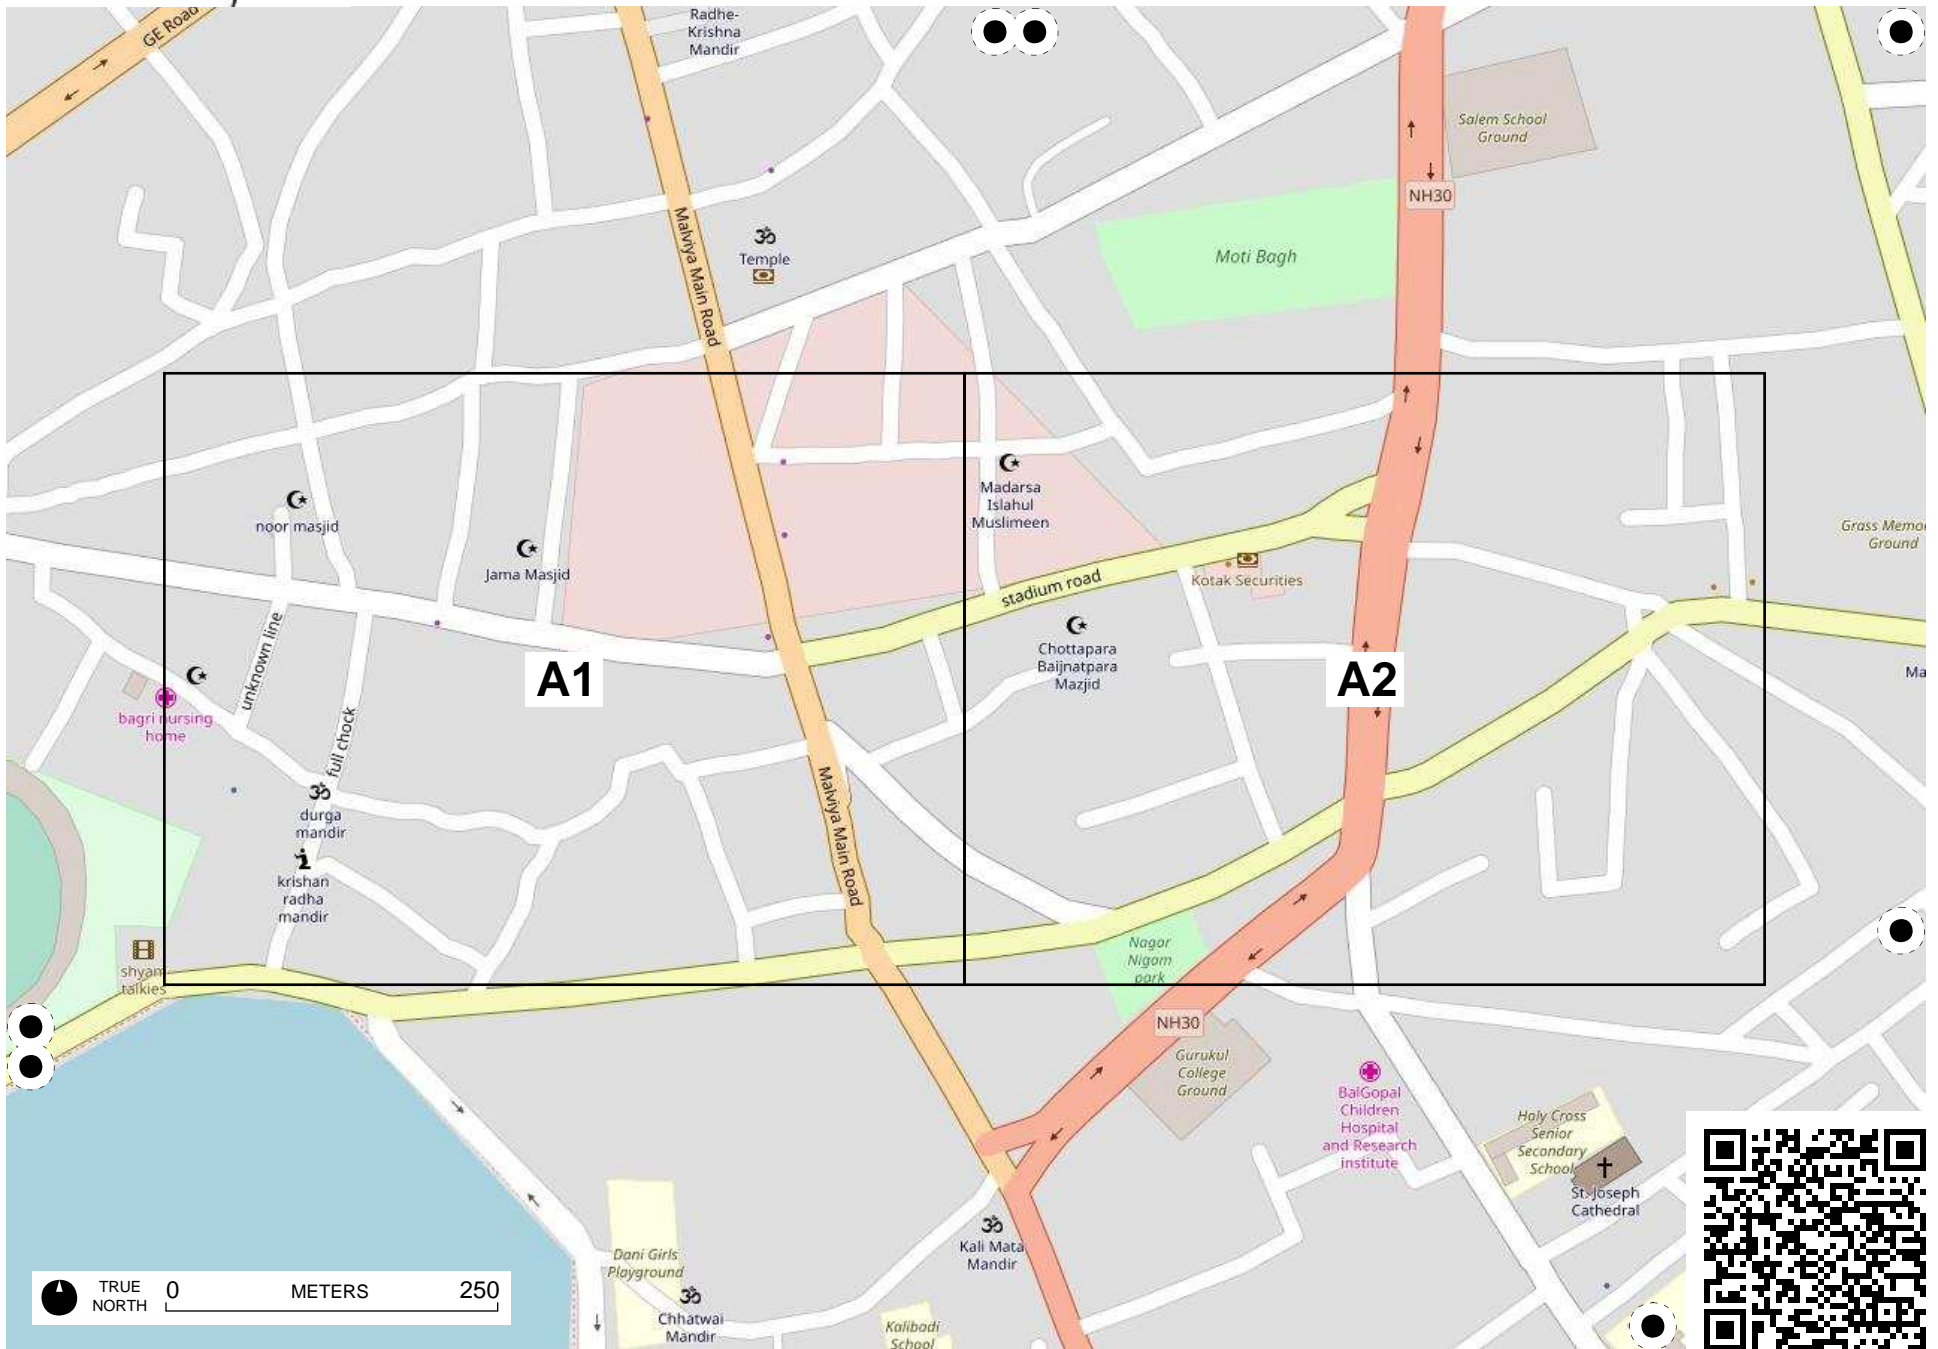 GE Road
Radhe-
Krishna
Mandir
Salem School
Ground
NH30
Malviya Main Road
Temple
Moti Bagh
noor masjid
Jama Masjid
Madarsa
Islahul
Muslimeen
Grass Memo
Ground
stadium road
Kotak Securities
unknown line
Chottapara
Baijnatpara
Mazjid
A1
A2
Ma
bagri nursing
home
full chock
durga
mandir
Malviya Main Road
krishan
radha
mandir
shyam
talkies
Nagar
Nigam
park
NH30
Gurukul
College
Ground
BalGopal
Children
Hospital
and Research
institute
Holy Cross
Senior
Secondary
School
St. Joseph
Cathedral
Kali Mata
Mandir
Dani Girls
Playground
Chhatwai
Mandir
Kalibadi
School
TRUE
NORTH
0 METERS 250